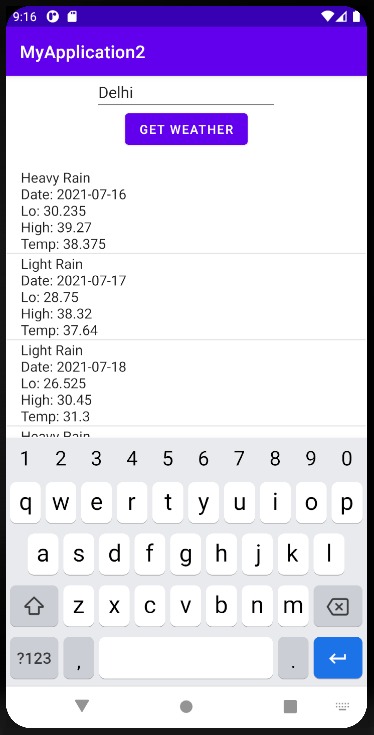 9:16
MyApplication2
Delhi
GET WEATHER
Heavy Rain
Date: 2021-07-16
Lo: 30.235
High: 39.27
Temp: 38.375
Light Rain
Date: 2021-07-17
Lo: 28.75
High: 38.32
Temp: 37.64
Light Rain
Date: 2021-07-18
Lo: 26.525
High: 30.45
Temp: 31.3
Heavy Rain
1 2 3 4 5 6 7 8 9 0
q w e r t y u i o p
a s d f g h j k l
z x c v b n m
?123 , .